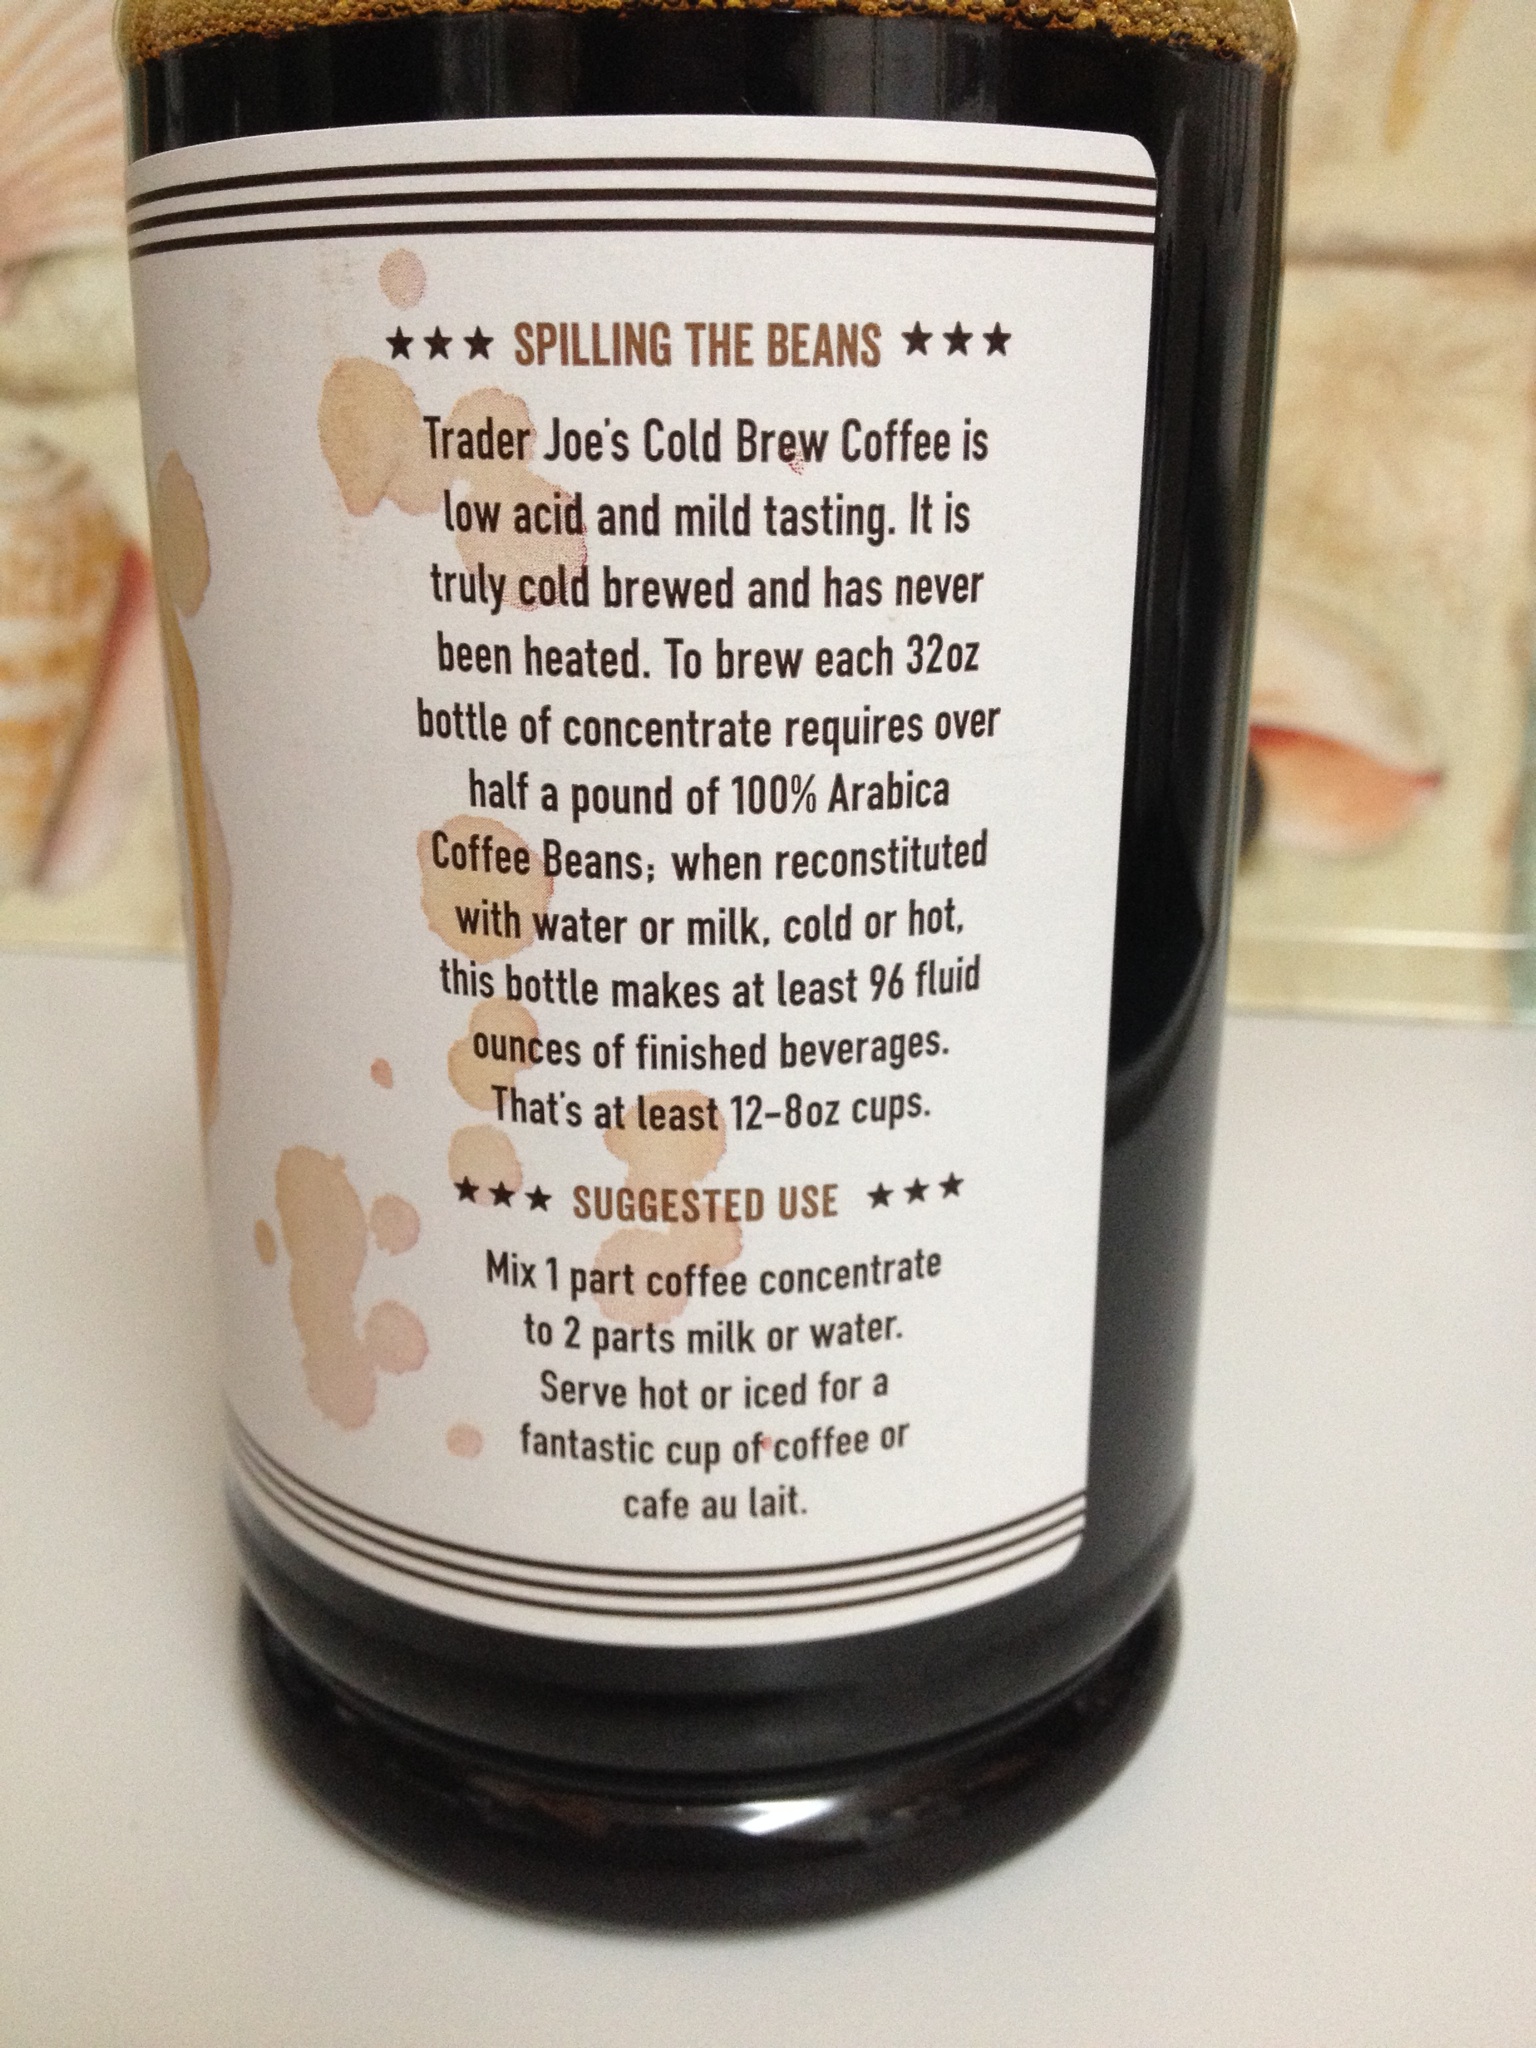 ★★★ SPILLING THE BEANS ★★★
Trader Joe's Cold Brew Coffee is
low acid and mild tasting. It is
truly cold brewed and has never
been heated. To brew each 32oz
bottle of concentrate requires over
half a pound of 100% Arabica
Coffee Beans; when reconstituted
with water or milk, cold or hot,
this bottle makes at least 96 fluid
ounces of finished beverages.
That's at least 12-8oz cups.
★★★ SUGGESTED USE ★★★
Mix 1 part coffee concentrate
to 2 parts milk or water.
Serve hot or iced for a
fantastic cup of coffee or
cafe au lait.